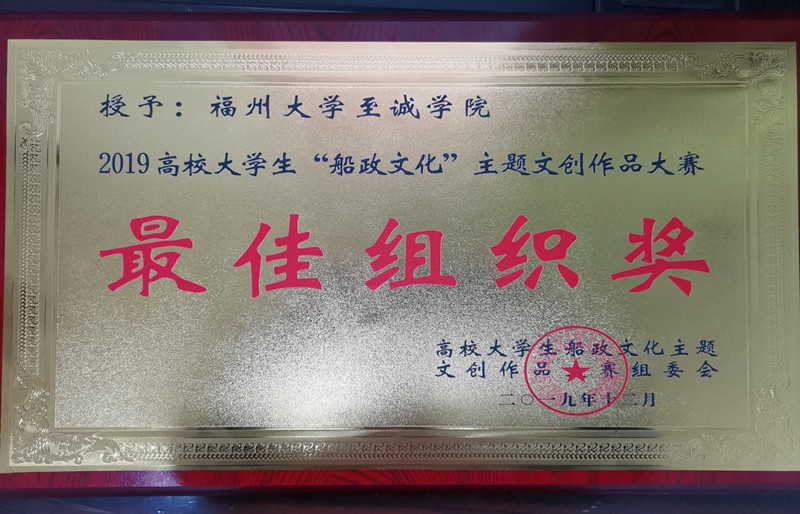 授予：福州大学至诚学院
2019高校大学生“船政文化”主题文创作品大赛
最佳组织奖
高校大学生船政文化主题
文创作品大赛组委会
二〇一九年十二月